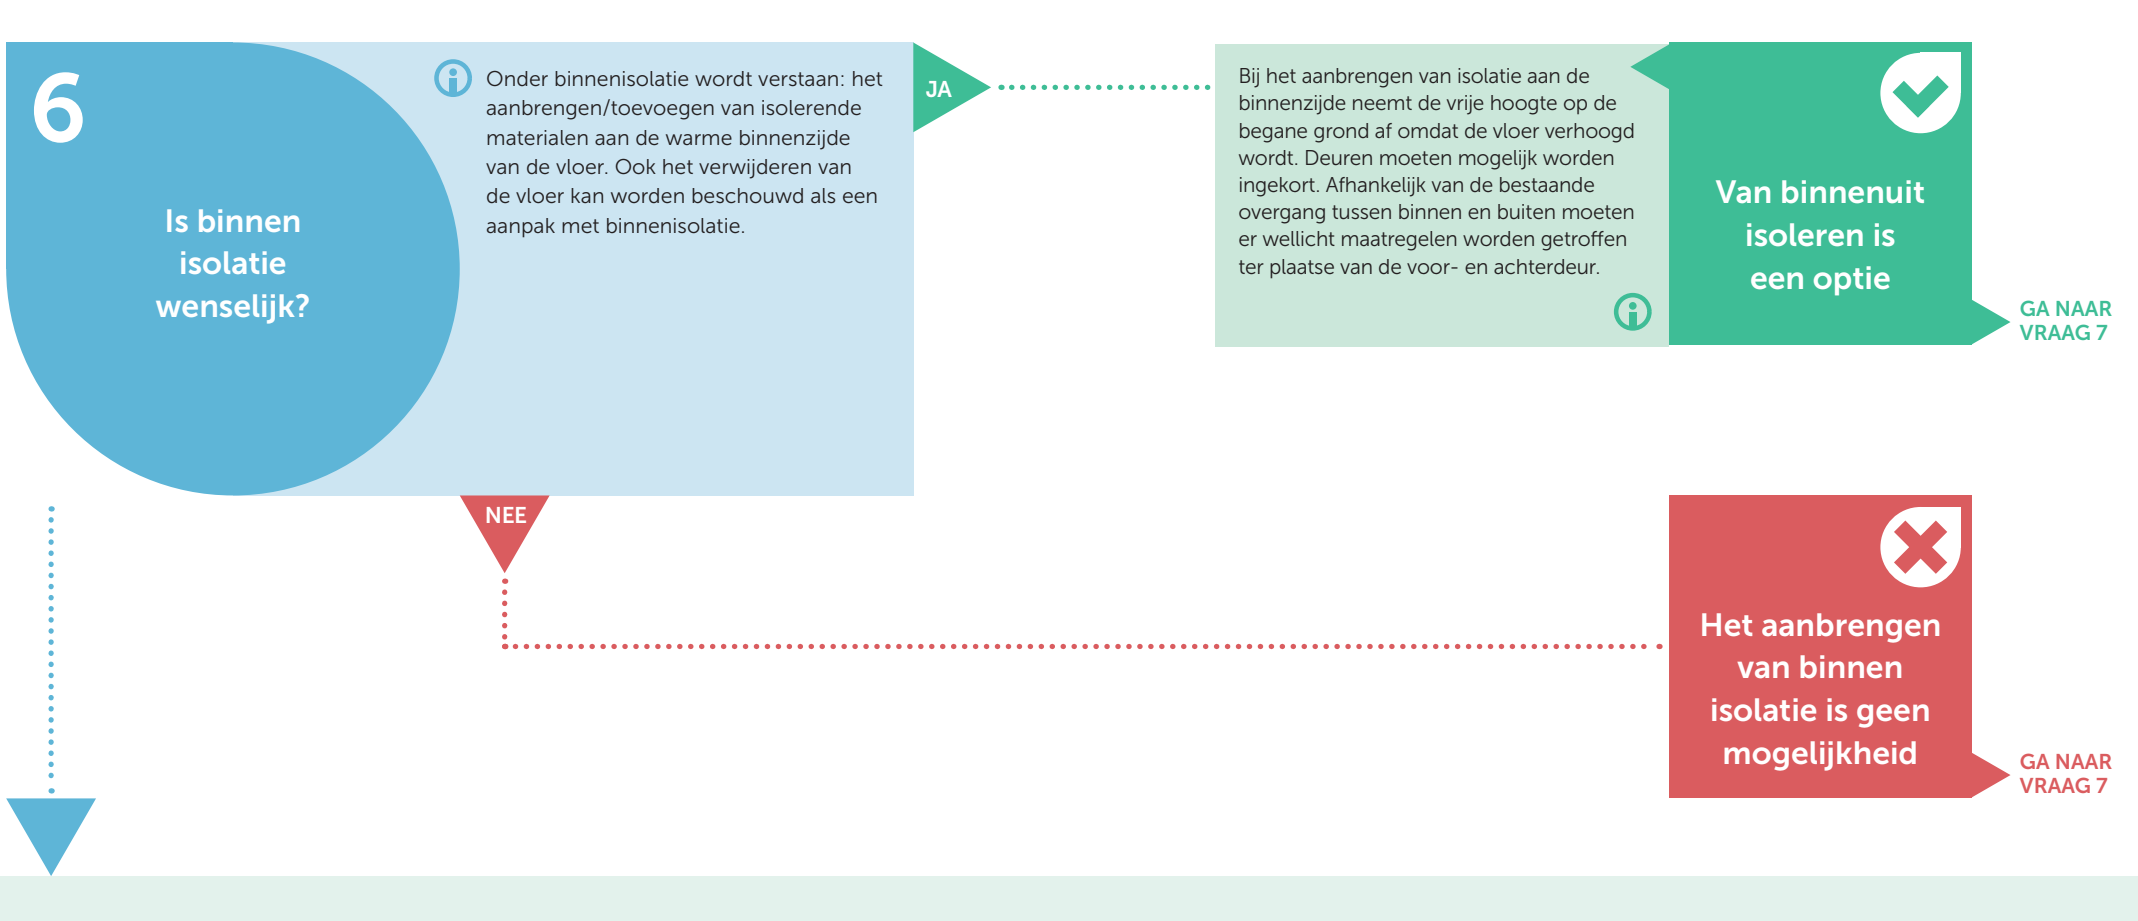 6
Is binnen
isolatie
wenselijk?
Onder binnenisolatie wordt verstaan: het
aanbrengen/toevoegen van isolerende
materialen aan de warme binnenzijde
van de vloer. Ook het verwijderen van
de vloer kan worden beschouwd als een
aanpak met binnenisolatie.
JA
Bij het aanbrengen van isolatie aan de
binnenzijde neemt de vrije hoogte op de
begane grond af omdat de vloer verhoogd
wordt. Deuren moeten mogelijk worden
ingekort. Afhankelijk van de bestaande
overgang tussen binnen en buiten moeten
er wellicht maatregelen worden getroffen
ter plaatse van de voor- en achterdeur.
Van binnenuit
isoleren is
een optie
GA NAAR
VRAAG 7
NEE
Het aanbrengen
van binnen
isolatie is geen
mogelijkheid
GA NAAR
VRAAG 7